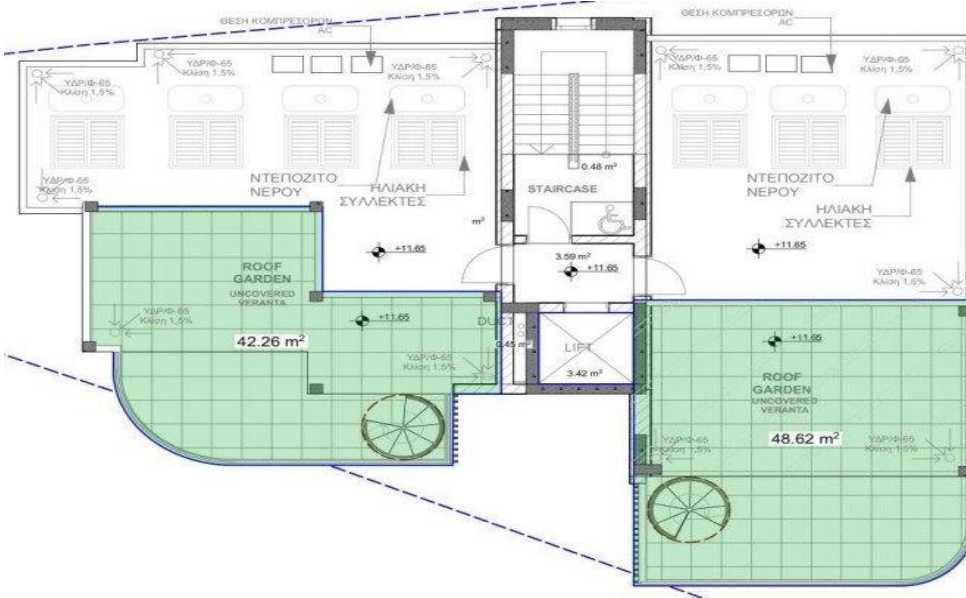 ΘΕΣΗ ΚΟΜΠΡΕΣΟΡΩΝ
AC
ΘΕΣΗ ΚΟΜΠΡΕΣΟΡΩΝ
AC
ΥΔΡ/Φ-65
Κλίση 1,5%
ΥΔΡ/Φ-65
Κλίση 1,5%
ΥΔΡ/Φ-65
Κλίση 1,5%
ΥΔΡ/Φ-65
Κλίση 1,5%
ΥΔΡ/Φ-65
Κλίση 1,5%
ΥΔΡ/Φ-65
Κλίση 1,5%
ΝΤΕΠΟΖΙΤΟ
ΝΕΡΟΥ
ΗΛΙΑΚΗ
ΣΥΛΛΕΚΤΕΣ
0.48 m²
STAIRCASE
ΝΤΕΠΟΖΙΤΟ
ΝΕΡΟΥ
ΗΛΙΑΚΗ
ΣΥΛΛΕΚΤΕΣ
m²
+11.65
3.59 m²
+11.65
+11.65
ΥΔΡ/Φ-65
Κλίση 1,5%
ROOF
GARDEN
UNCOVERED
VERANTA
ΥΔΡ/Φ-65
Κλίση 1,5%
+11.65
42.26 m²
DUCT
0.45 m²
LIFT
3.42 m²
ΥΔΡ/Φ-65
Κλίση 1,5%
+11.65
ROOF
GARDEN
UNCOVERED
VERANTA
48.62 m²
ΥΔΡ/Φ-65
Κλίση 1,5%
ΥΔΡ/Φ-65
Κλίση 1,5%